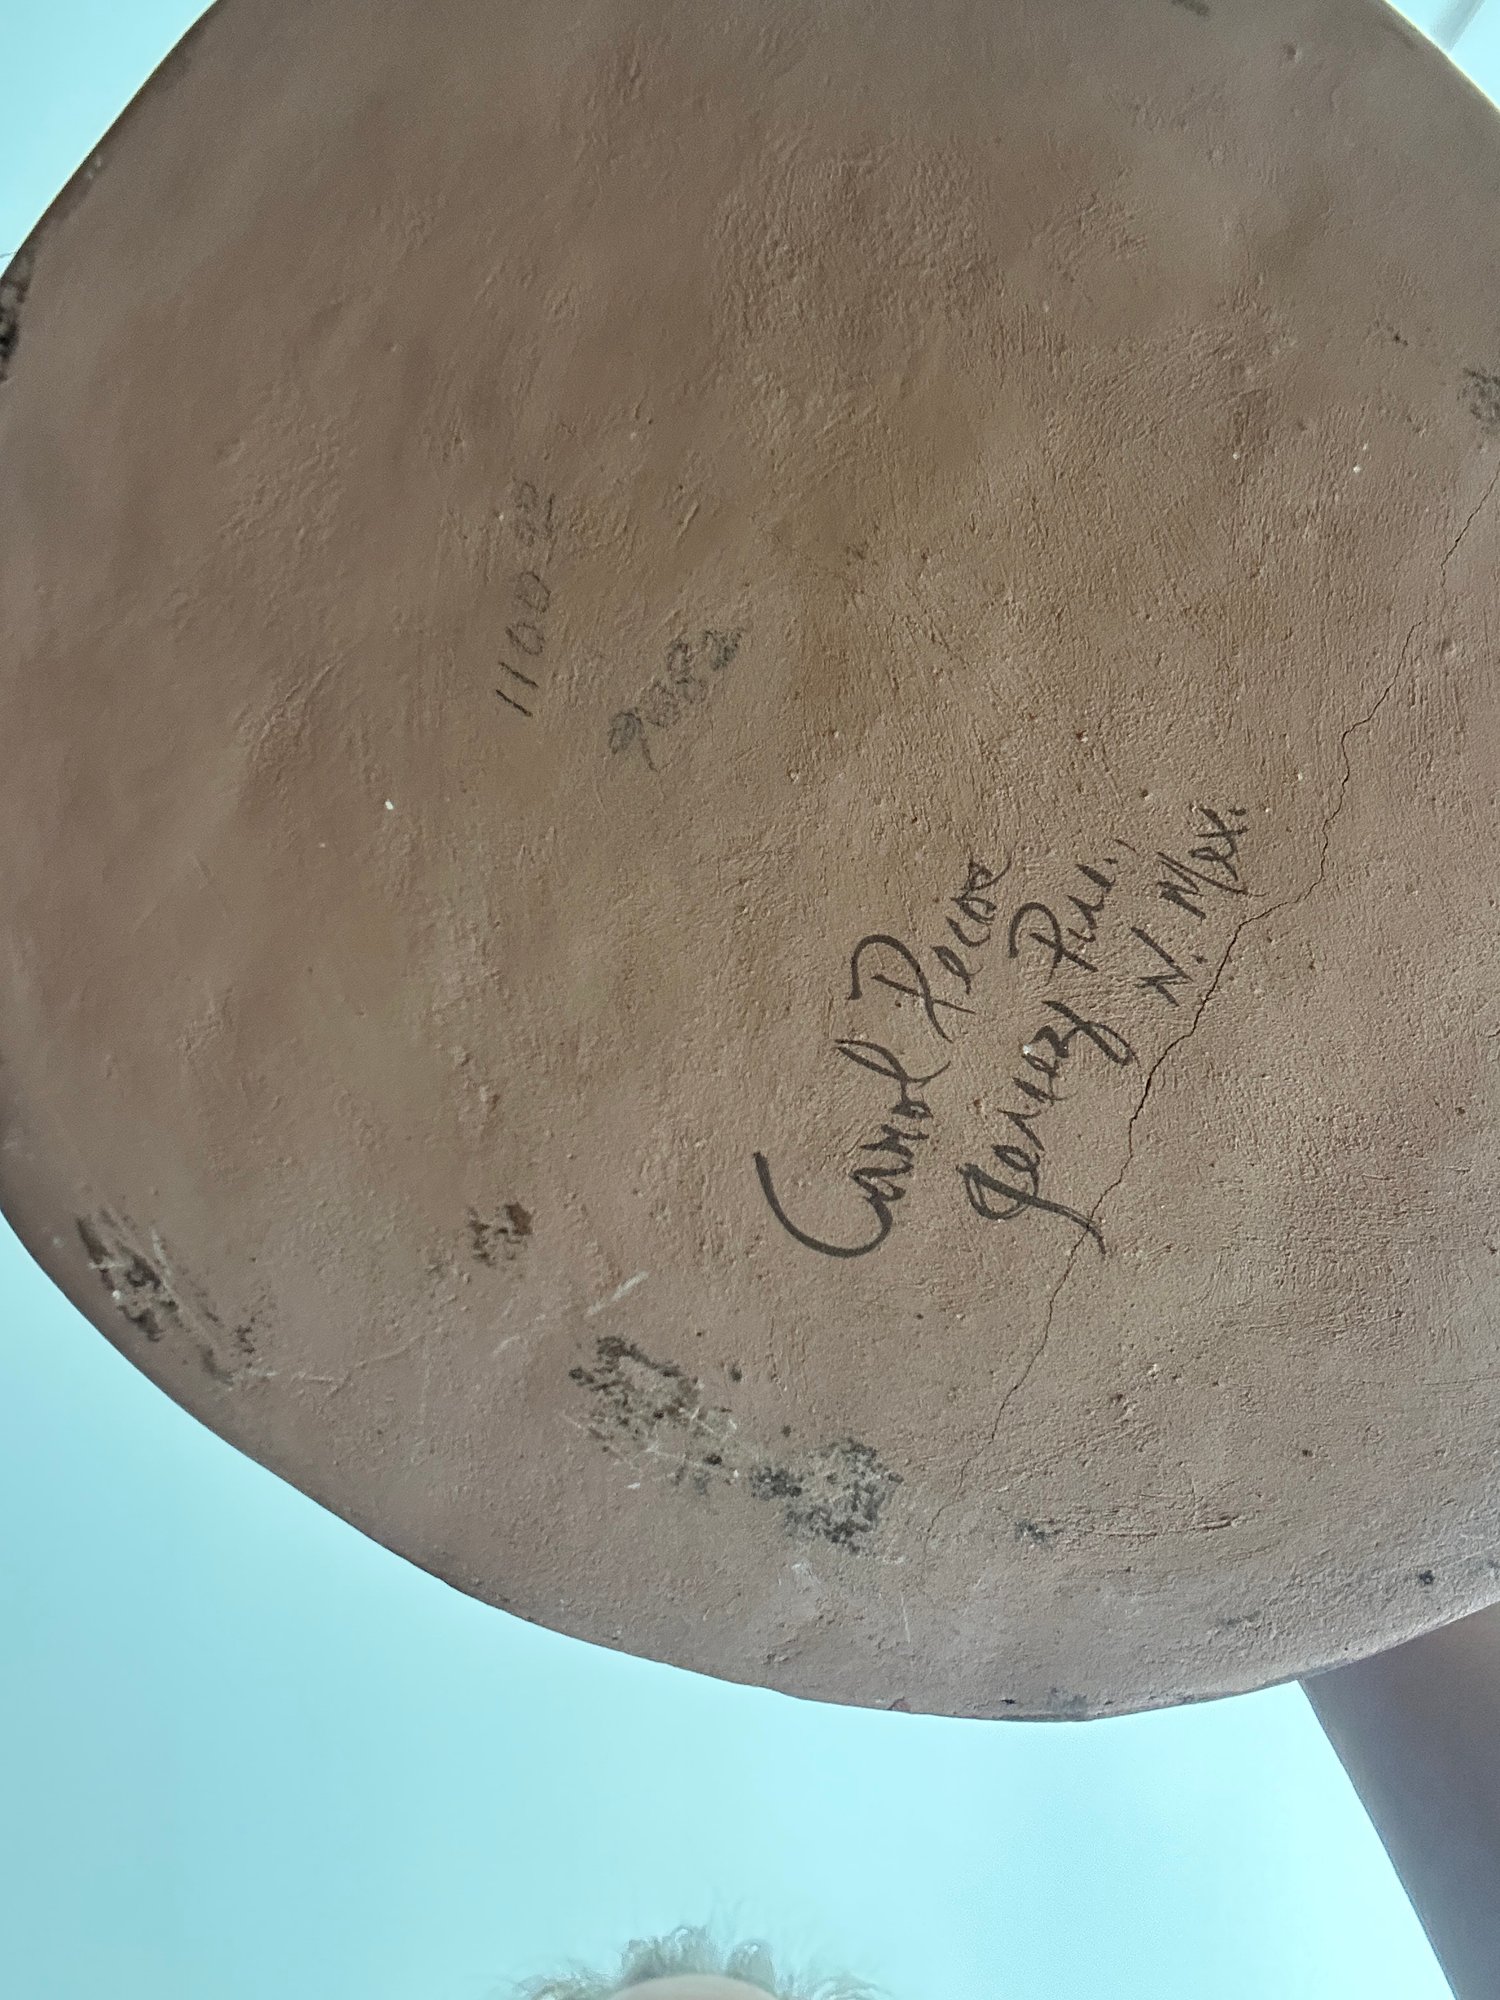 Carol Pecos
Jemez Pue.,
N. Mex.
1100